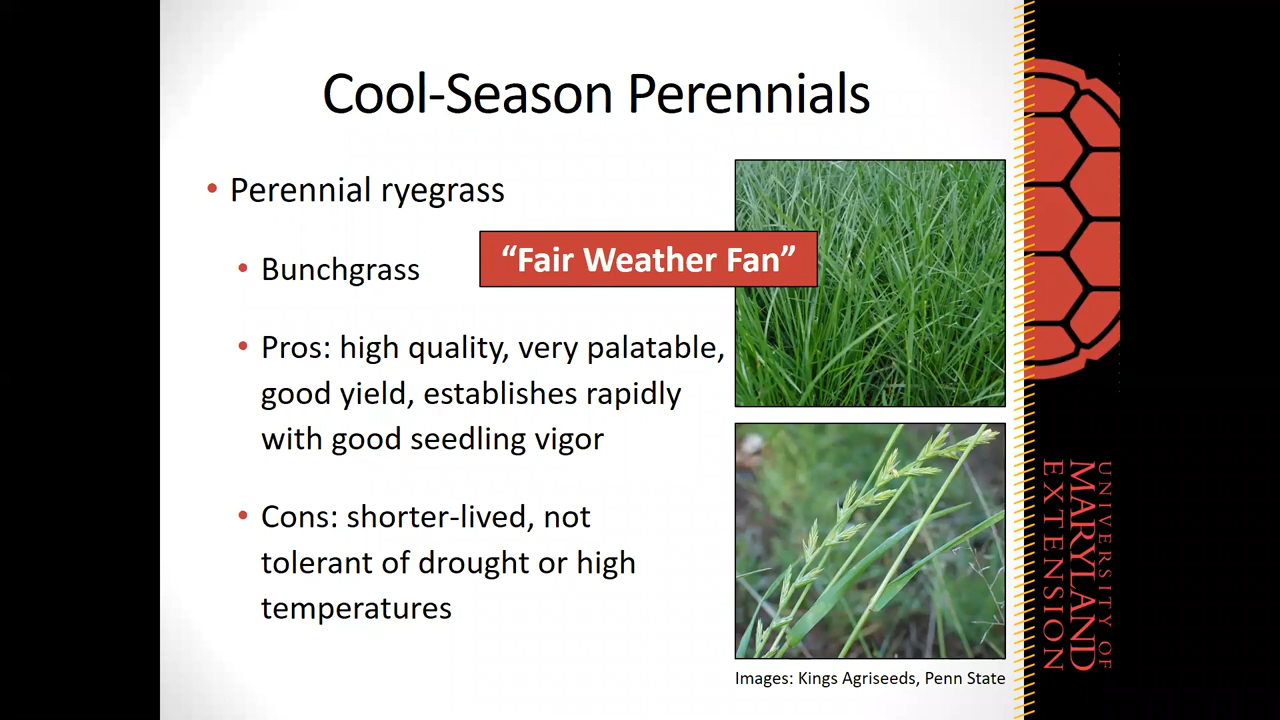 Cool-Season Perennials
• Perennial ryegrass
• Bunchgrass
“Fair Weather Fan”
• Pros: high quality, very palatable,
good yield, establishes rapidly
with good seedling vigor
• Cons: shorter-lived, not
tolerant of drought or high
temperatures
Images: Kings Agriseeds, Penn State
UNIVERSITY OF
MARYLAND
EXTENSION